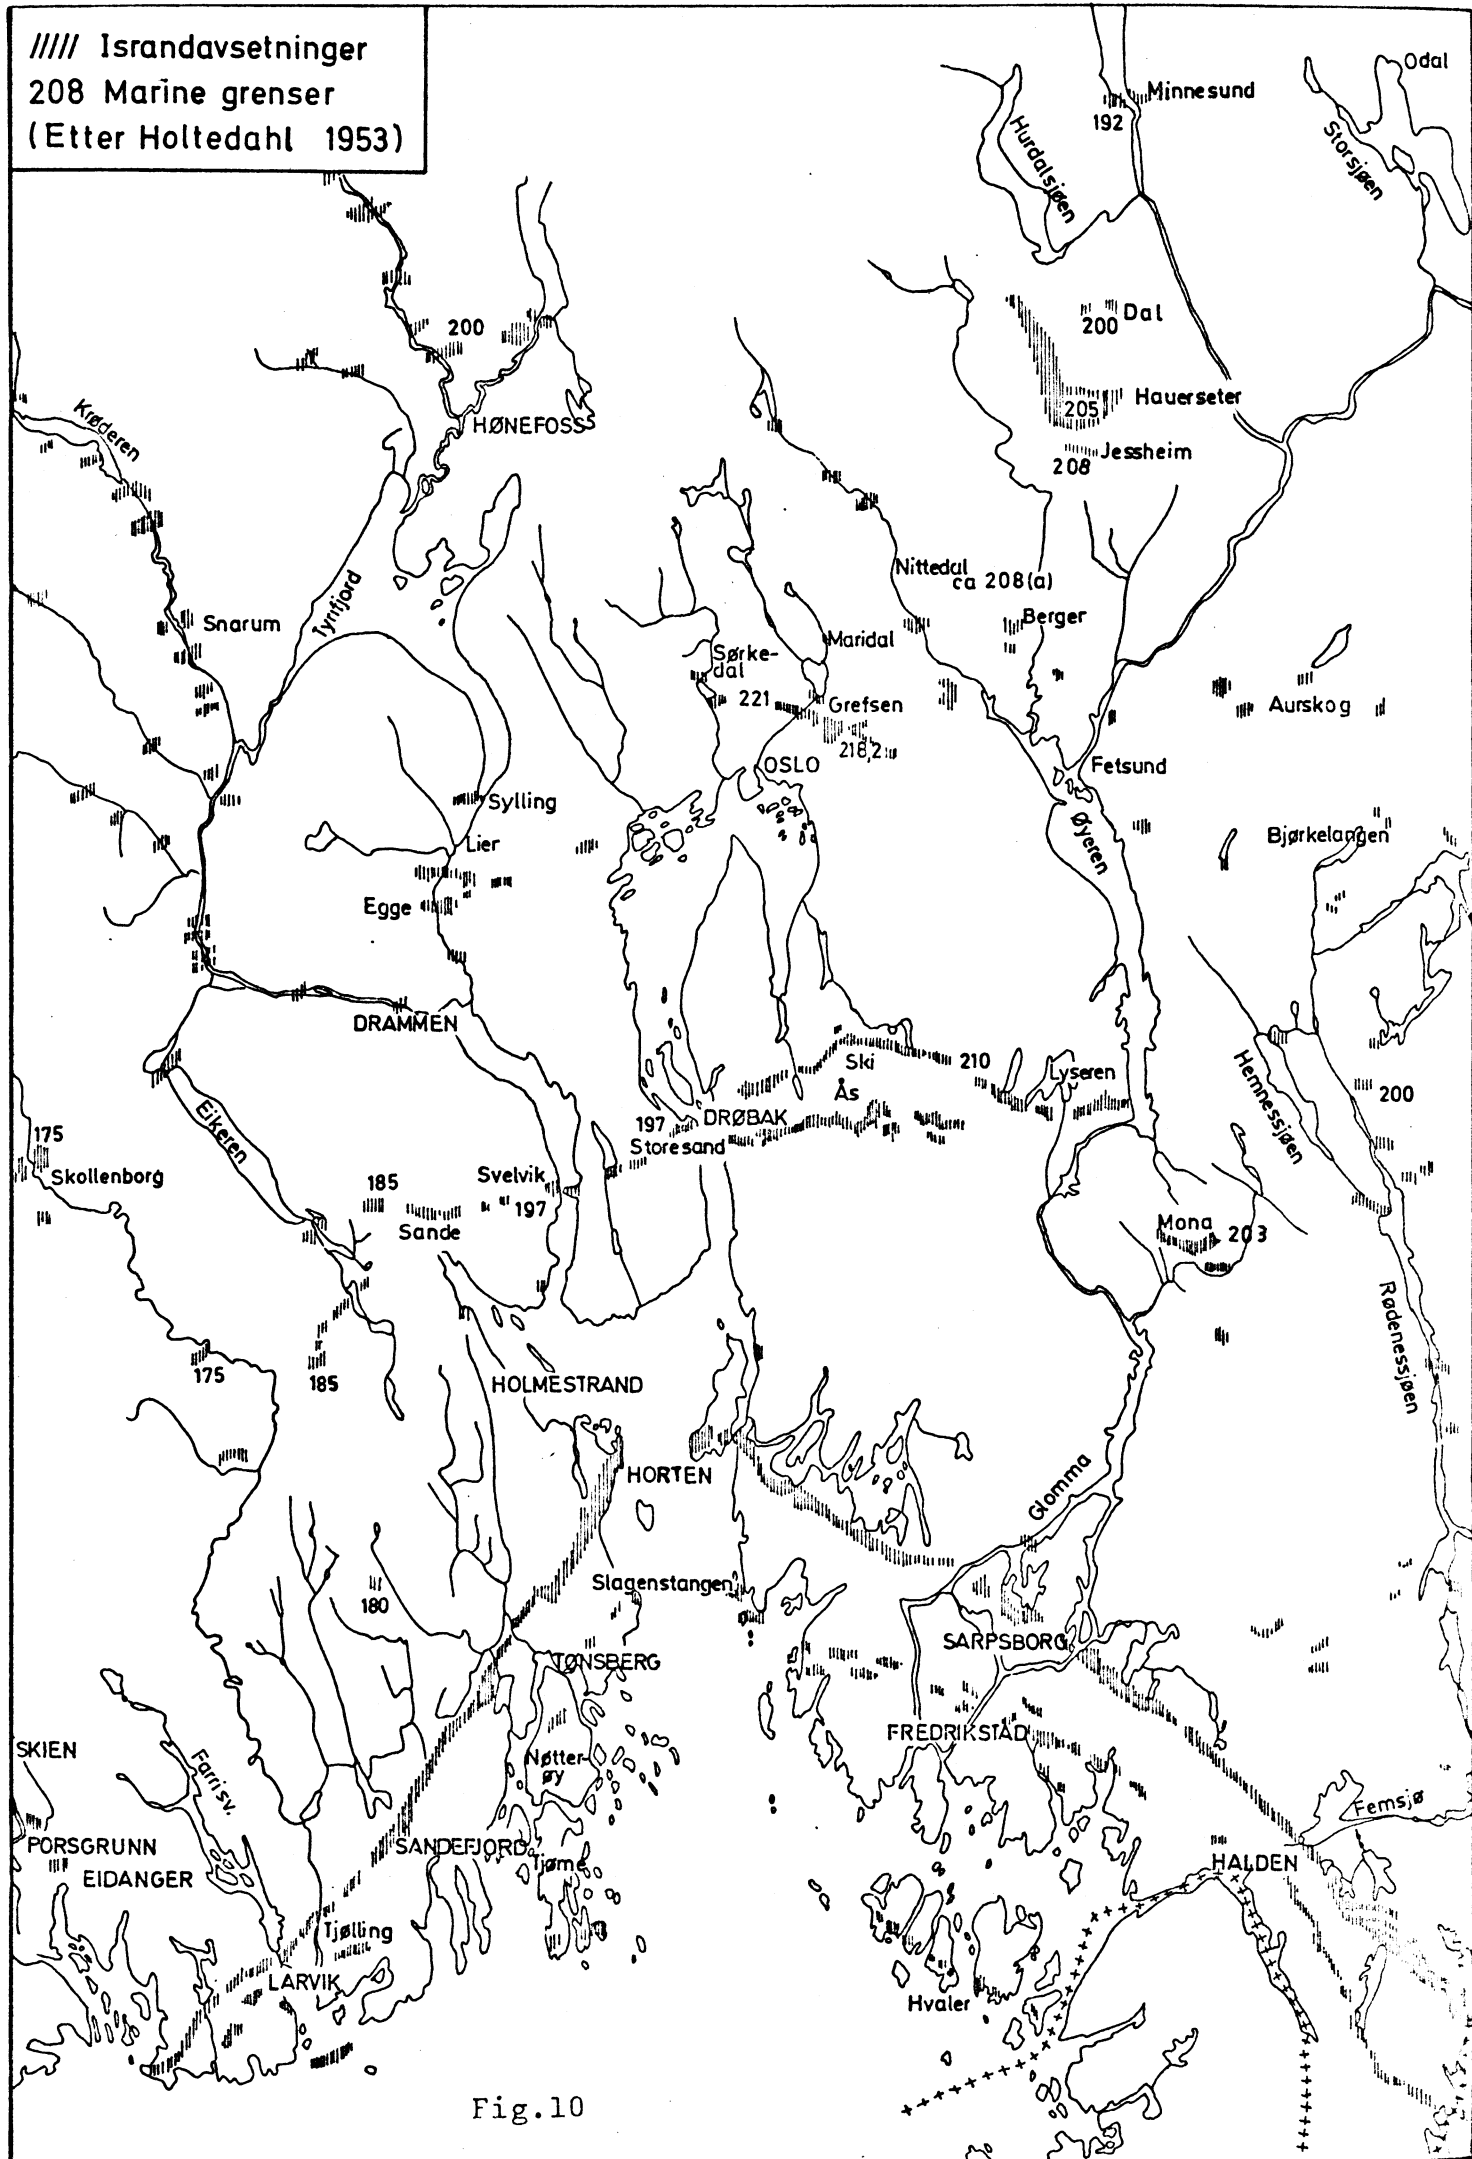 ///// Israndavsetninger
208 Marine grenser
(Etter Holtedahl 1953)
Odal
Minnesund
192
Hurdalsjøen
Storsjøen
200
Dal
200
Krøderen
HØNEFOSS
Hauerseter
205
Jessheim
208
Nittedal
ca 208(a)
Tyrifjord
Snarum
Berger
Maridal
Sørke-
dal
221
Grefsen
218,2
Aurskog
OSLO
Fetsund
Sylling
Øyeren
Lier
Bjørkelangen
Egge
DRAMMEN
Ski
210
Lyseren
Hemnessjøen
Ås
200
Eikeren
197
DRØBAK
Storesand
175
Skollenborg
185
Svelvik
197
Sande
Mona
203
Rødenessjøen
175
185
HOLMESTRAND
HORTEN
Glomma
Slagenstangen
180
SARPSBORG
TØNSBERG
FREDRIKSTAD
SKIEN
Farrisv.
Nøtter-
øy
Femsjø
PORSGRUNN
SANDEFJORD
Tjøme
HALDEN
EIDANGER
Tjølling
LARVIK
Hvaler
Fig.10